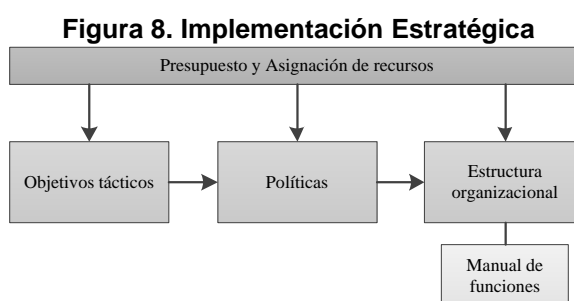 Figura 8. Implementación Estratégica
Presupuesto y Asignación de recursos
Objetivos tácticos
Políticas
Estructura
organizacional
Manual de
funciones